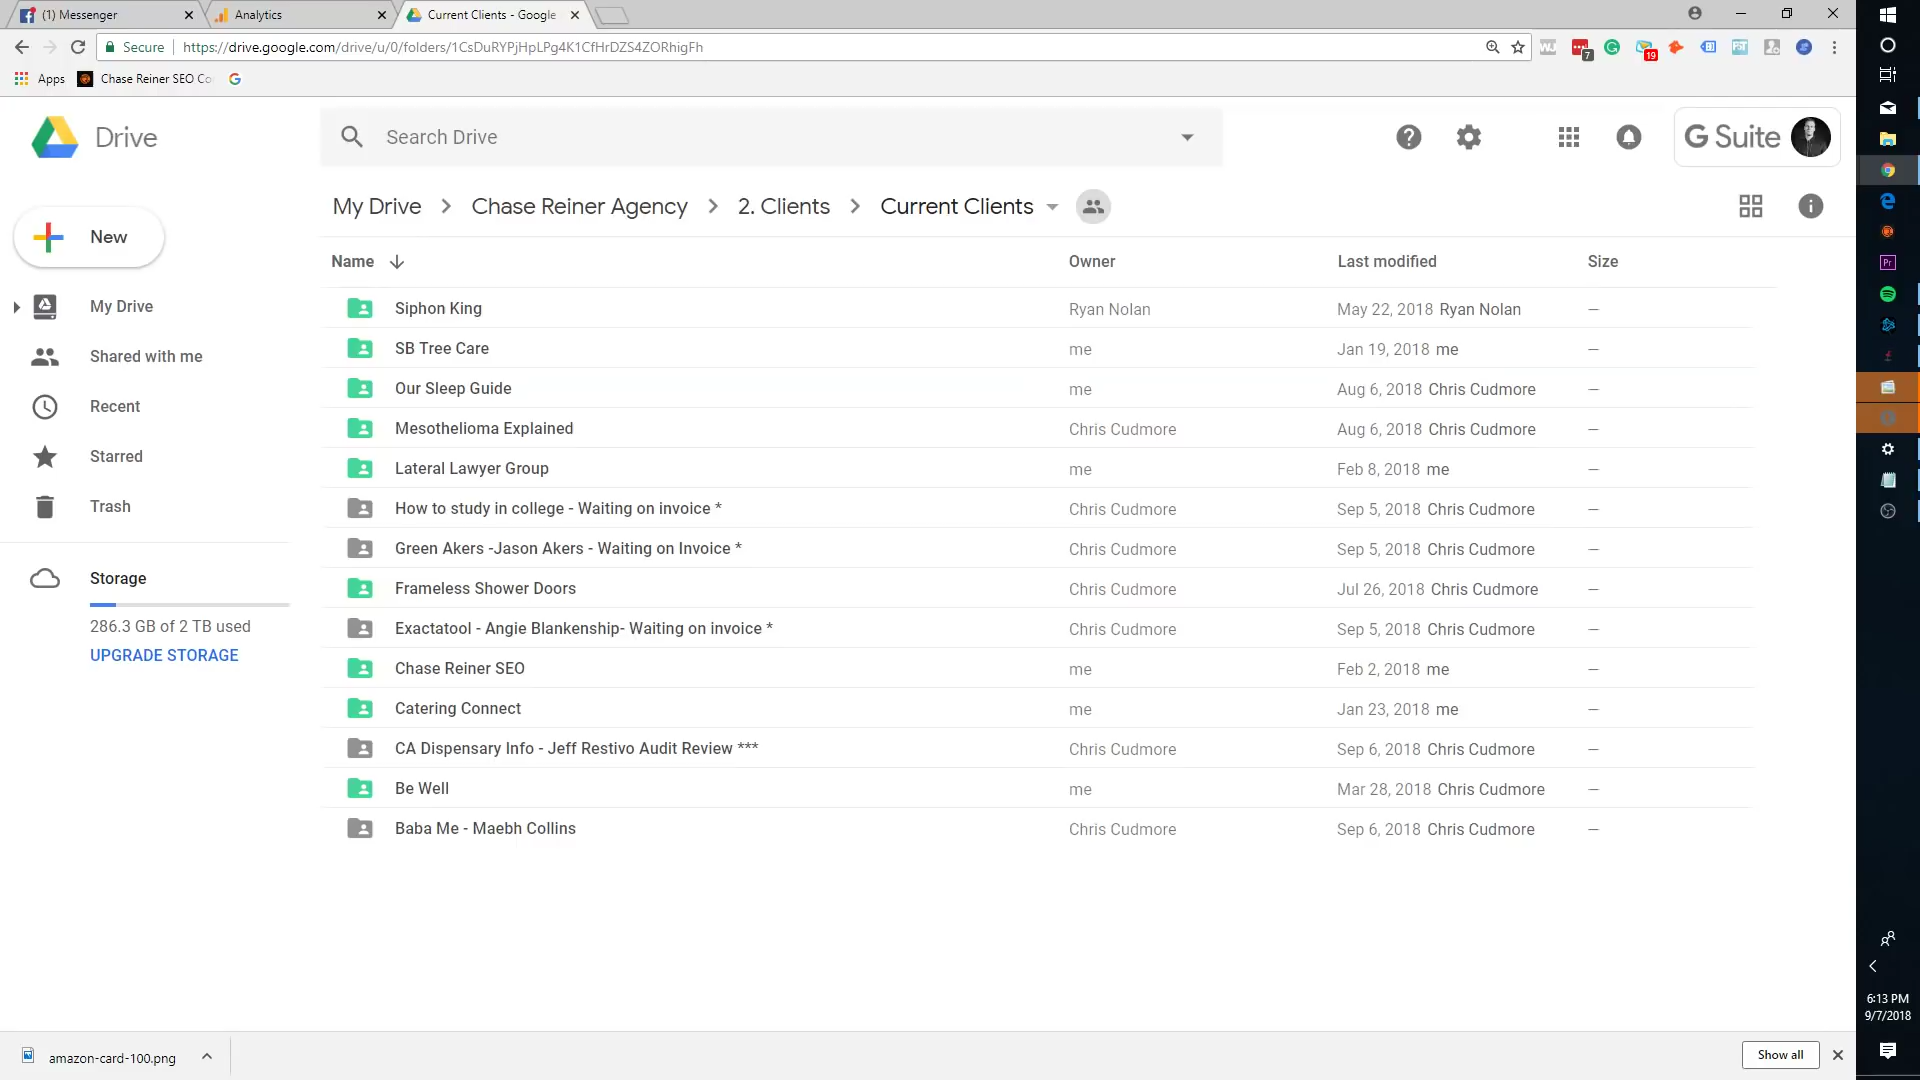 (1) Messenger
Analytics
Current Clients - Google
Secure
https://drive.google.com/drive/u/0/folders/1CsDuRYPjHpLPg4K1CfHrDZS4ZORhigFh
7
19
Apps
Chase Reiner SEO Co
Drive
Search Drive
G Suite
My Drive
Chase Reiner Agency
2. Clients
Current Clients
New
Name
Owner
Last modified
Size
My Drive
Shared with me
Recent
Starred
Trash
Storage
286.3 GB of 2 TB used
UPGRADE STORAGE
Siphon King Ryan Nolan May 22, 2018 Ryan Nolan —
SB Tree Care me Jan 19, 2018 me —
Our Sleep Guide me Aug 6, 2018 Chris Cudmore —
Mesothelioma Explained Chris Cudmore Aug 6, 2018 Chris Cudmore —
Lateral Lawyer Group me Feb 8, 2018 me —
How to study in college - Waiting on invoice * Chris Cudmore Sep 5, 2018 Chris Cudmore —
Green Akers -Jason Akers - Waiting on Invoice * Chris Cudmore Sep 5, 2018 Chris Cudmore —
Frameless Shower Doors Chris Cudmore Jul 26, 2018 Chris Cudmore —
Exactatool - Angie Blankenship- Waiting on invoice * Chris Cudmore Sep 5, 2018 Chris Cudmore —
Chase Reiner SEO me Feb 2, 2018 me —
Catering Connect me Jan 23, 2018 me —
CA Dispensary Info - Jeff Restivo Audit Review *** Chris Cudmore Sep 6, 2018 Chris Cudmore —
Be Well me Mar 28, 2018 Chris Cudmore —
Baba Me - Maebh Collins Chris Cudmore Sep 6, 2018 Chris Cudmore —
Pr
6:13 PM
9/7/2018
amazon-card-100.png
Show all